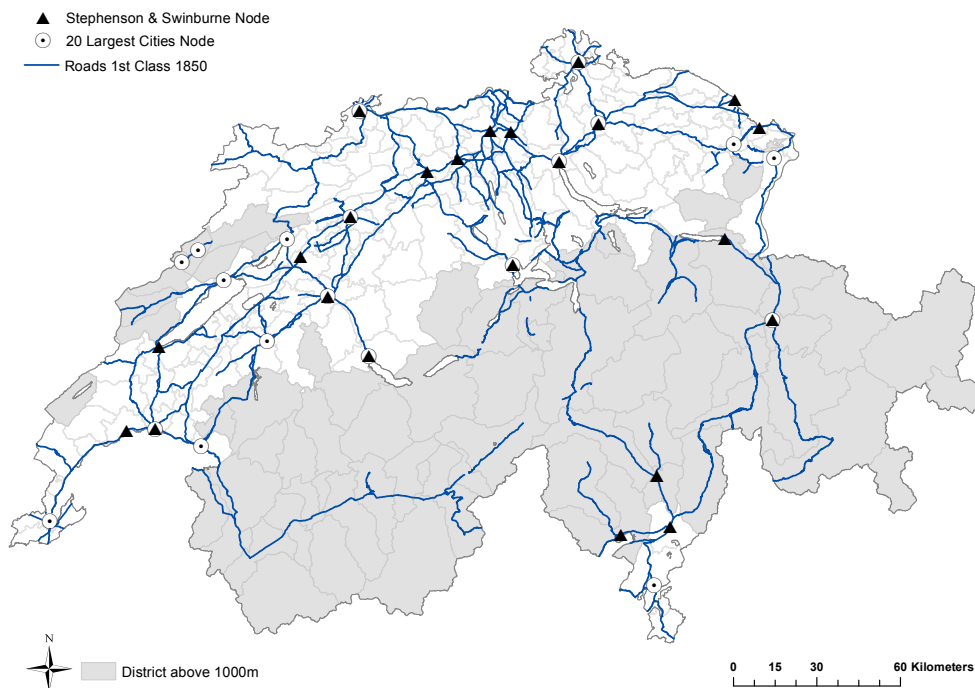 Stephenson & Swinburne Node
20 Largest Cities Node
Roads 1st Class 1850
N
District above 1000m
0 15 30 60 Kilometers